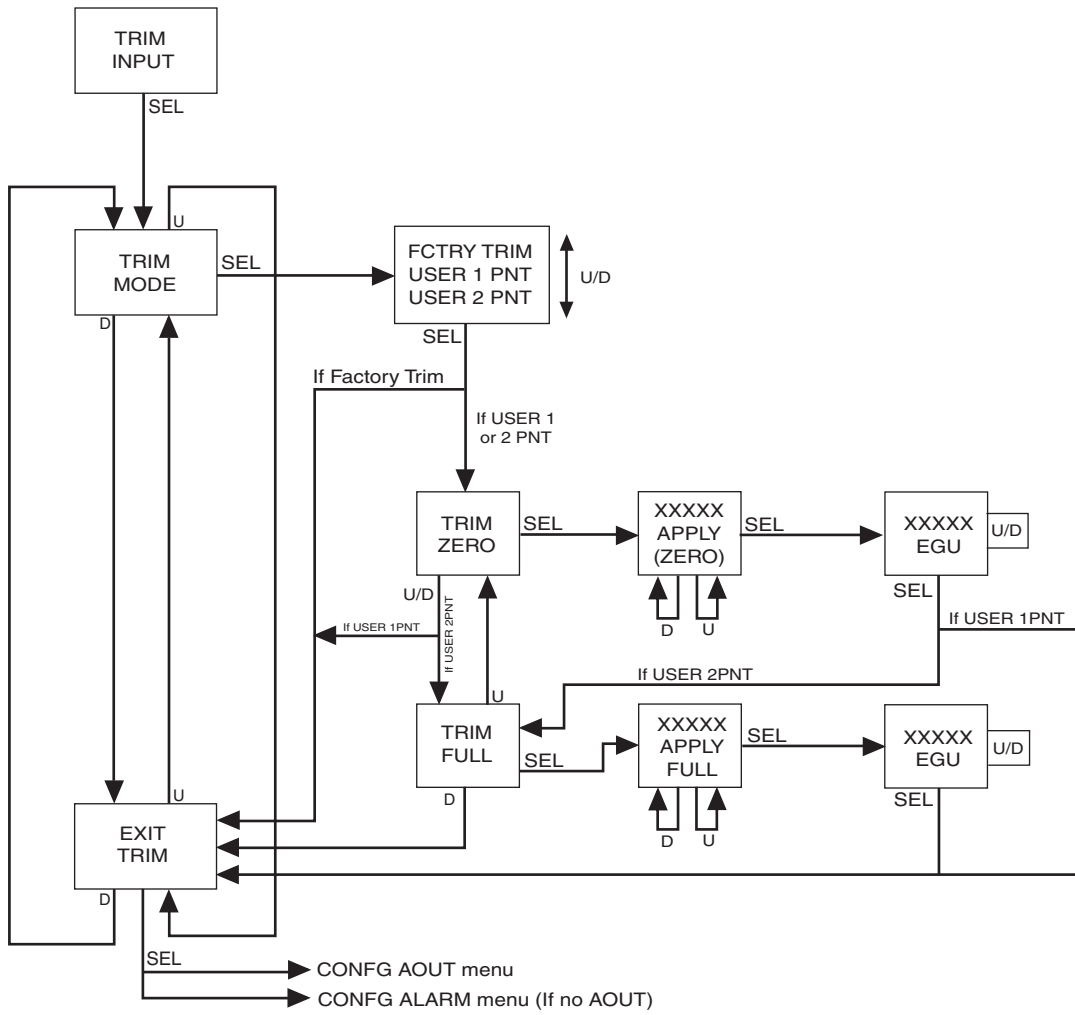 TRIM
INPUT
SEL
U
TRIM
MODE
SEL
D
FCTRY TRIM
USER 1 PNT
USER 2 PNT
U/D
SEL
If Factory Trim
If USER 1
or 2 PNT
TRIM
ZERO
SEL
XXXXX
APPLY
(ZERO)
SEL
XXXXX
EGU
U/D
U/D
If USER 1PNT
If USER 2PNT
D
U
SEL
If USER 1PNT
If USER 2PNT
U
TRIM
FULL
SEL
D
XXXXX
APPLY
FULL
SEL
XXXXX
EGU
U/D
D
U
SEL
U
EXIT
TRIM
D
SEL
CONFG AOUT menu
CONFG ALARM menu (If no AOUT)